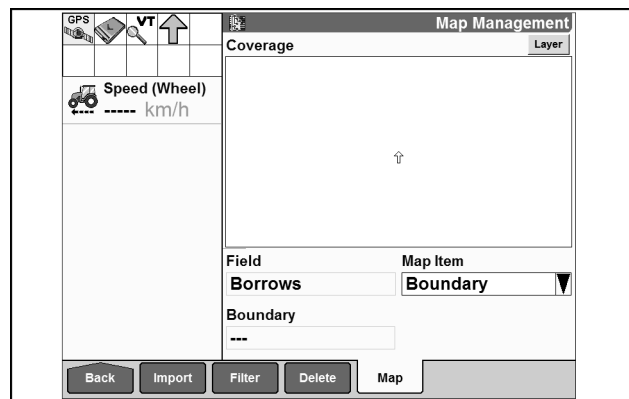 GPS
VT
Map Management
Coverage
Layer
Speed (Wheel)
----- km/h
Field
Map Item
Borrows
Boundary
Boundary
---
Back
Import
Filter
Delete
Map